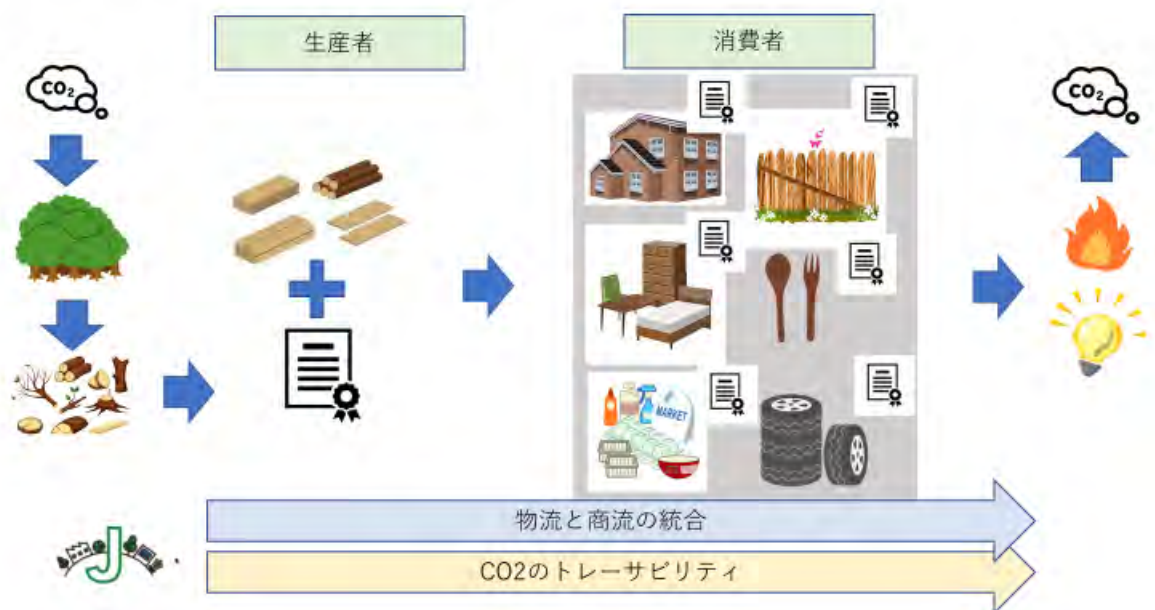 生産者
消費者
CO₂
CO₂
MARKET
J
物流と商流の統合
CO2のトレーサビリティ